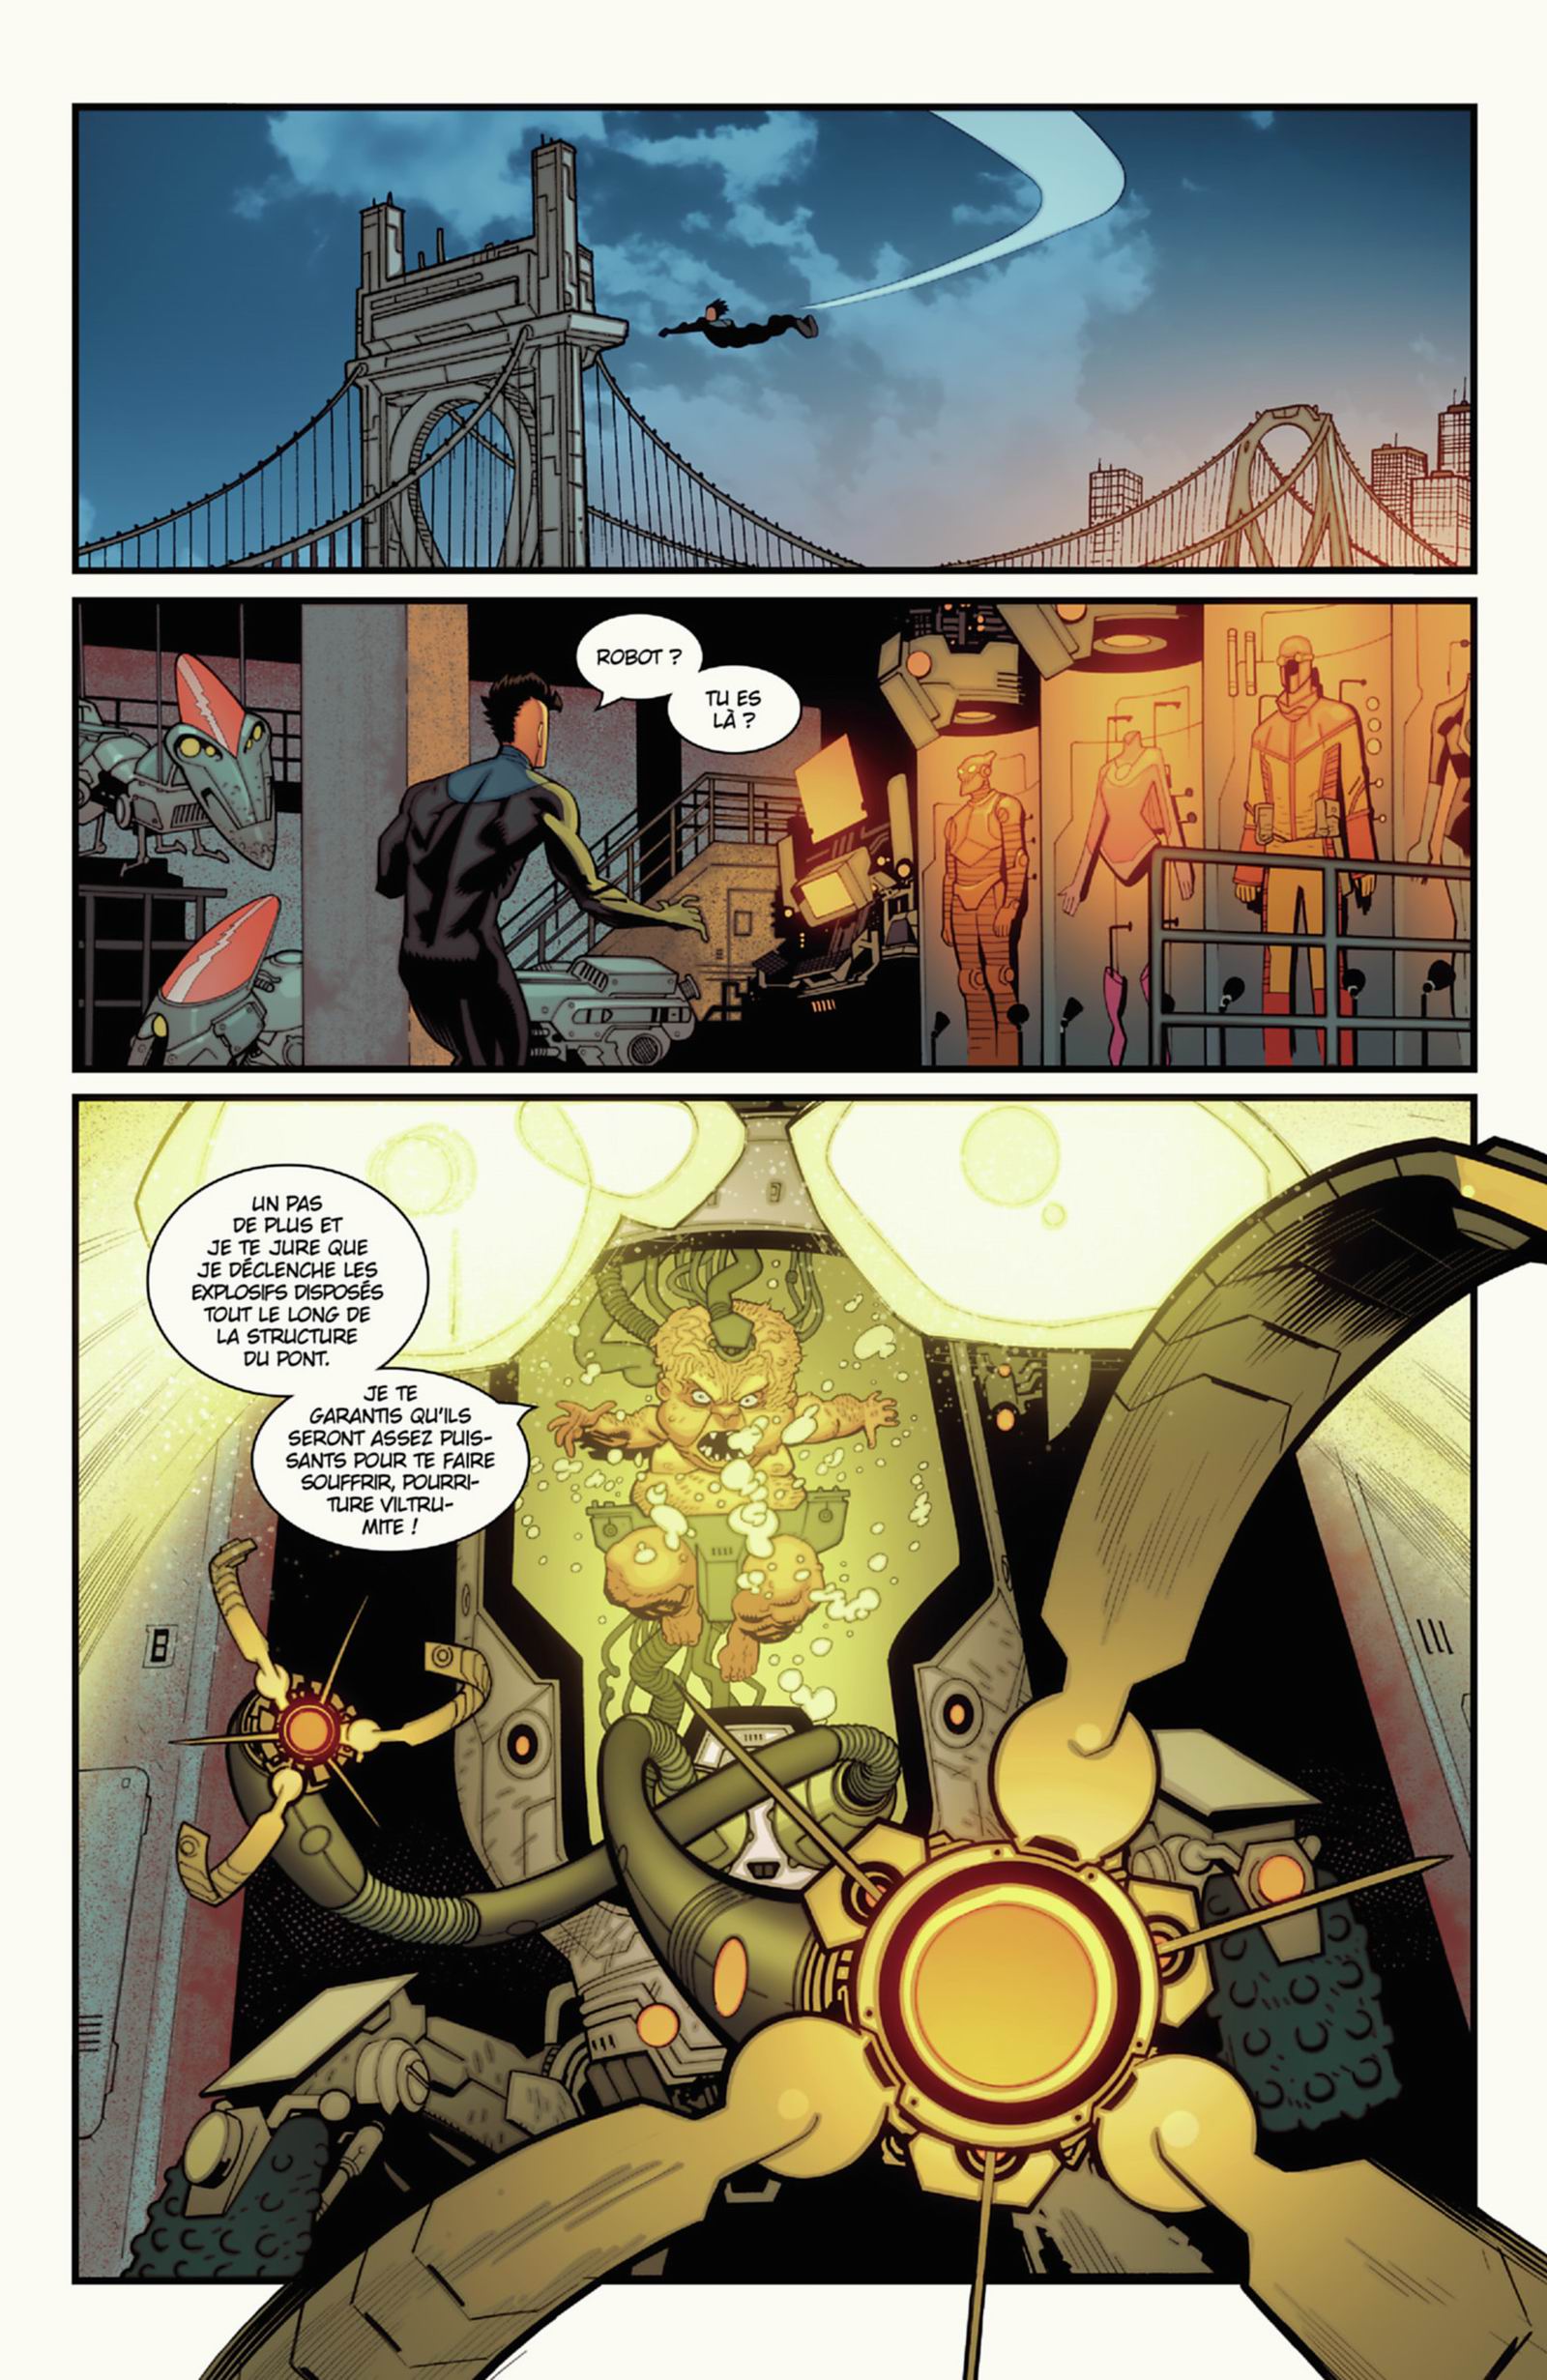 ROBOT ?
TU ES
LÀ ?
UN PAS
DE PLUS ET
JE TE JURE QUE
JE DÉCLENCHE LES
EXPLOSIFS DISPOSÉS
TOUT LE LONG DE
LA STRUCTURE
DU PONT.
JE TE
GARANTIS QU'ILS
SERONT ASSEZ PUIS-
SANTS POUR TE FAIRE
SOUFFRIR, POURRI-
TURE VILTRU-
MITE !